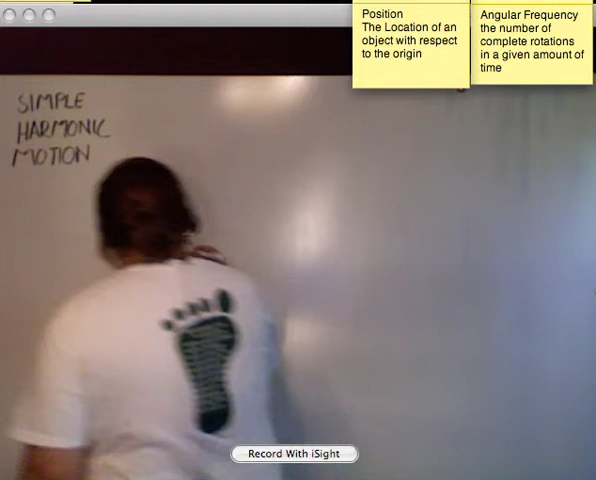 Position
The Location of an
object with respect
to the origin
Angular Frequency
the number of
complete rotations
in a given amount of
time
SIMPLE
HARMONIC
MOTION
Record With iSight